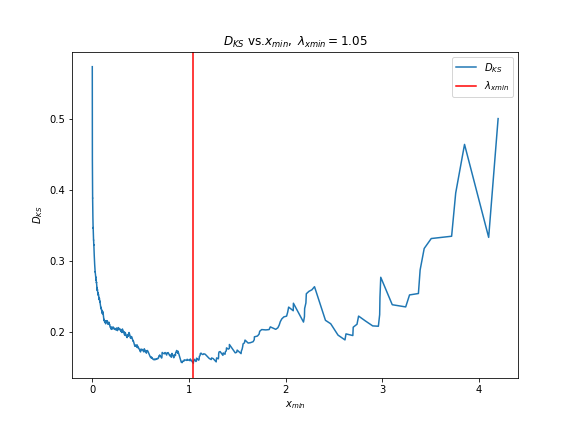 D_KS vs.x_min, λ_xmin = 1.05
D_KS
λ_xmin
0.5
0.4
0.3
0.2
D_KS
0 1 2 3 4
x_min